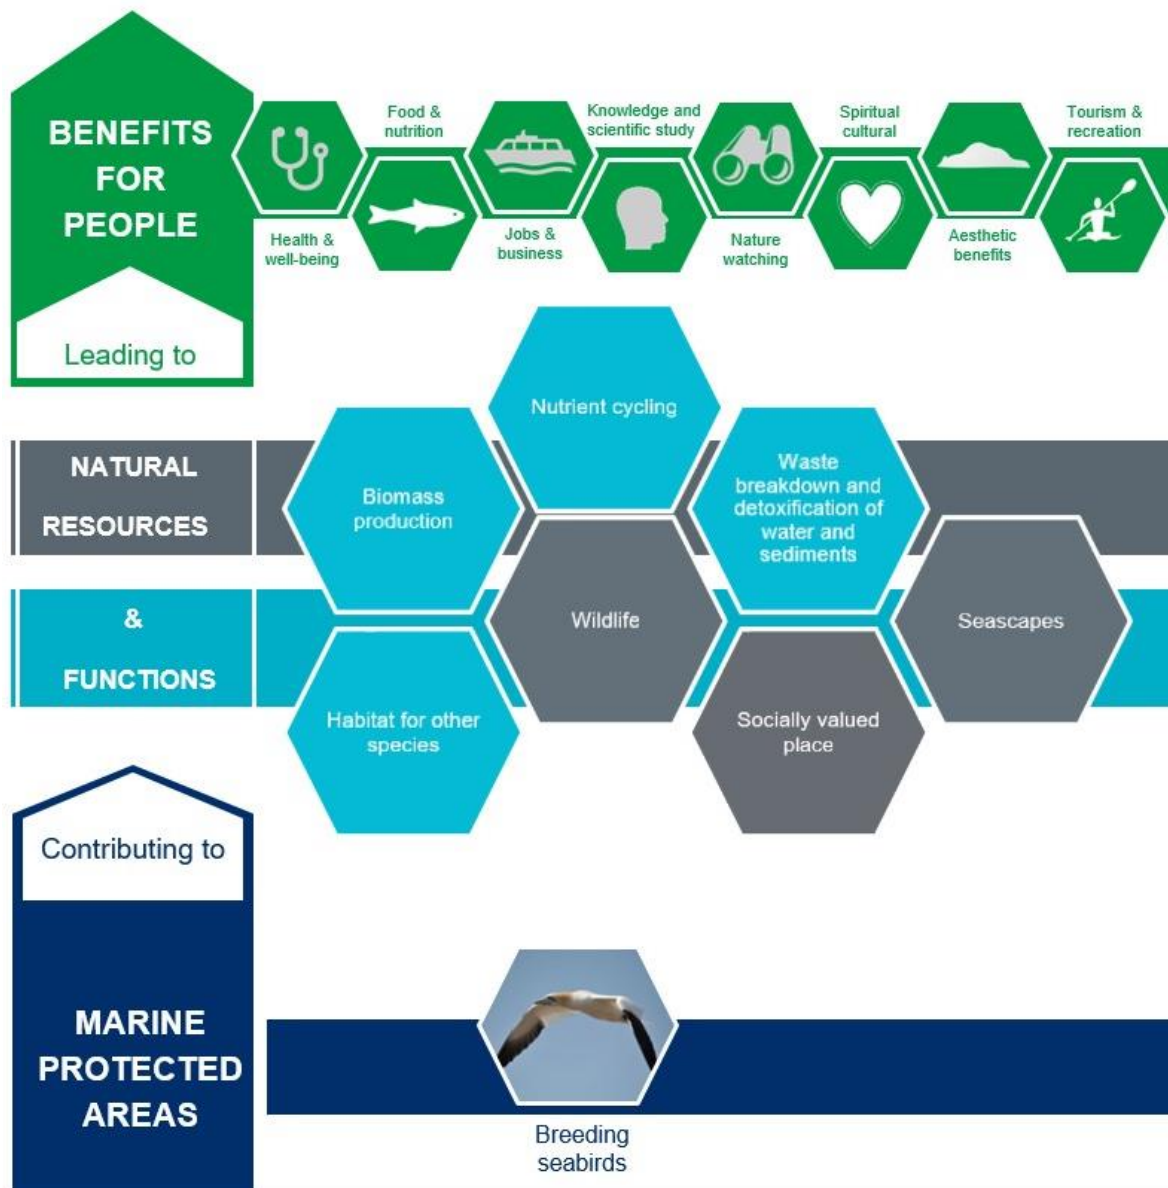 BENEFITS
FOR
PEOPLE
Leading to
Health &
well-being
Food &
nutrition
Jobs &
business
Knowledge and
scientific study
Nature
watching
Spiritual
cultural
Aesthetic
benefits
Tourism &
recreation
NATURAL
RESOURCES
&
FUNCTIONS
Nutrient cycling
Biomass
production
Waste
breakdown and
detoxification of
water and
sediments
Wildlife
Seascapes
Habitat for other
species
Socially valued
place
Contributing to
MARINE
PROTECTED
AREAS
Breeding
seabirds